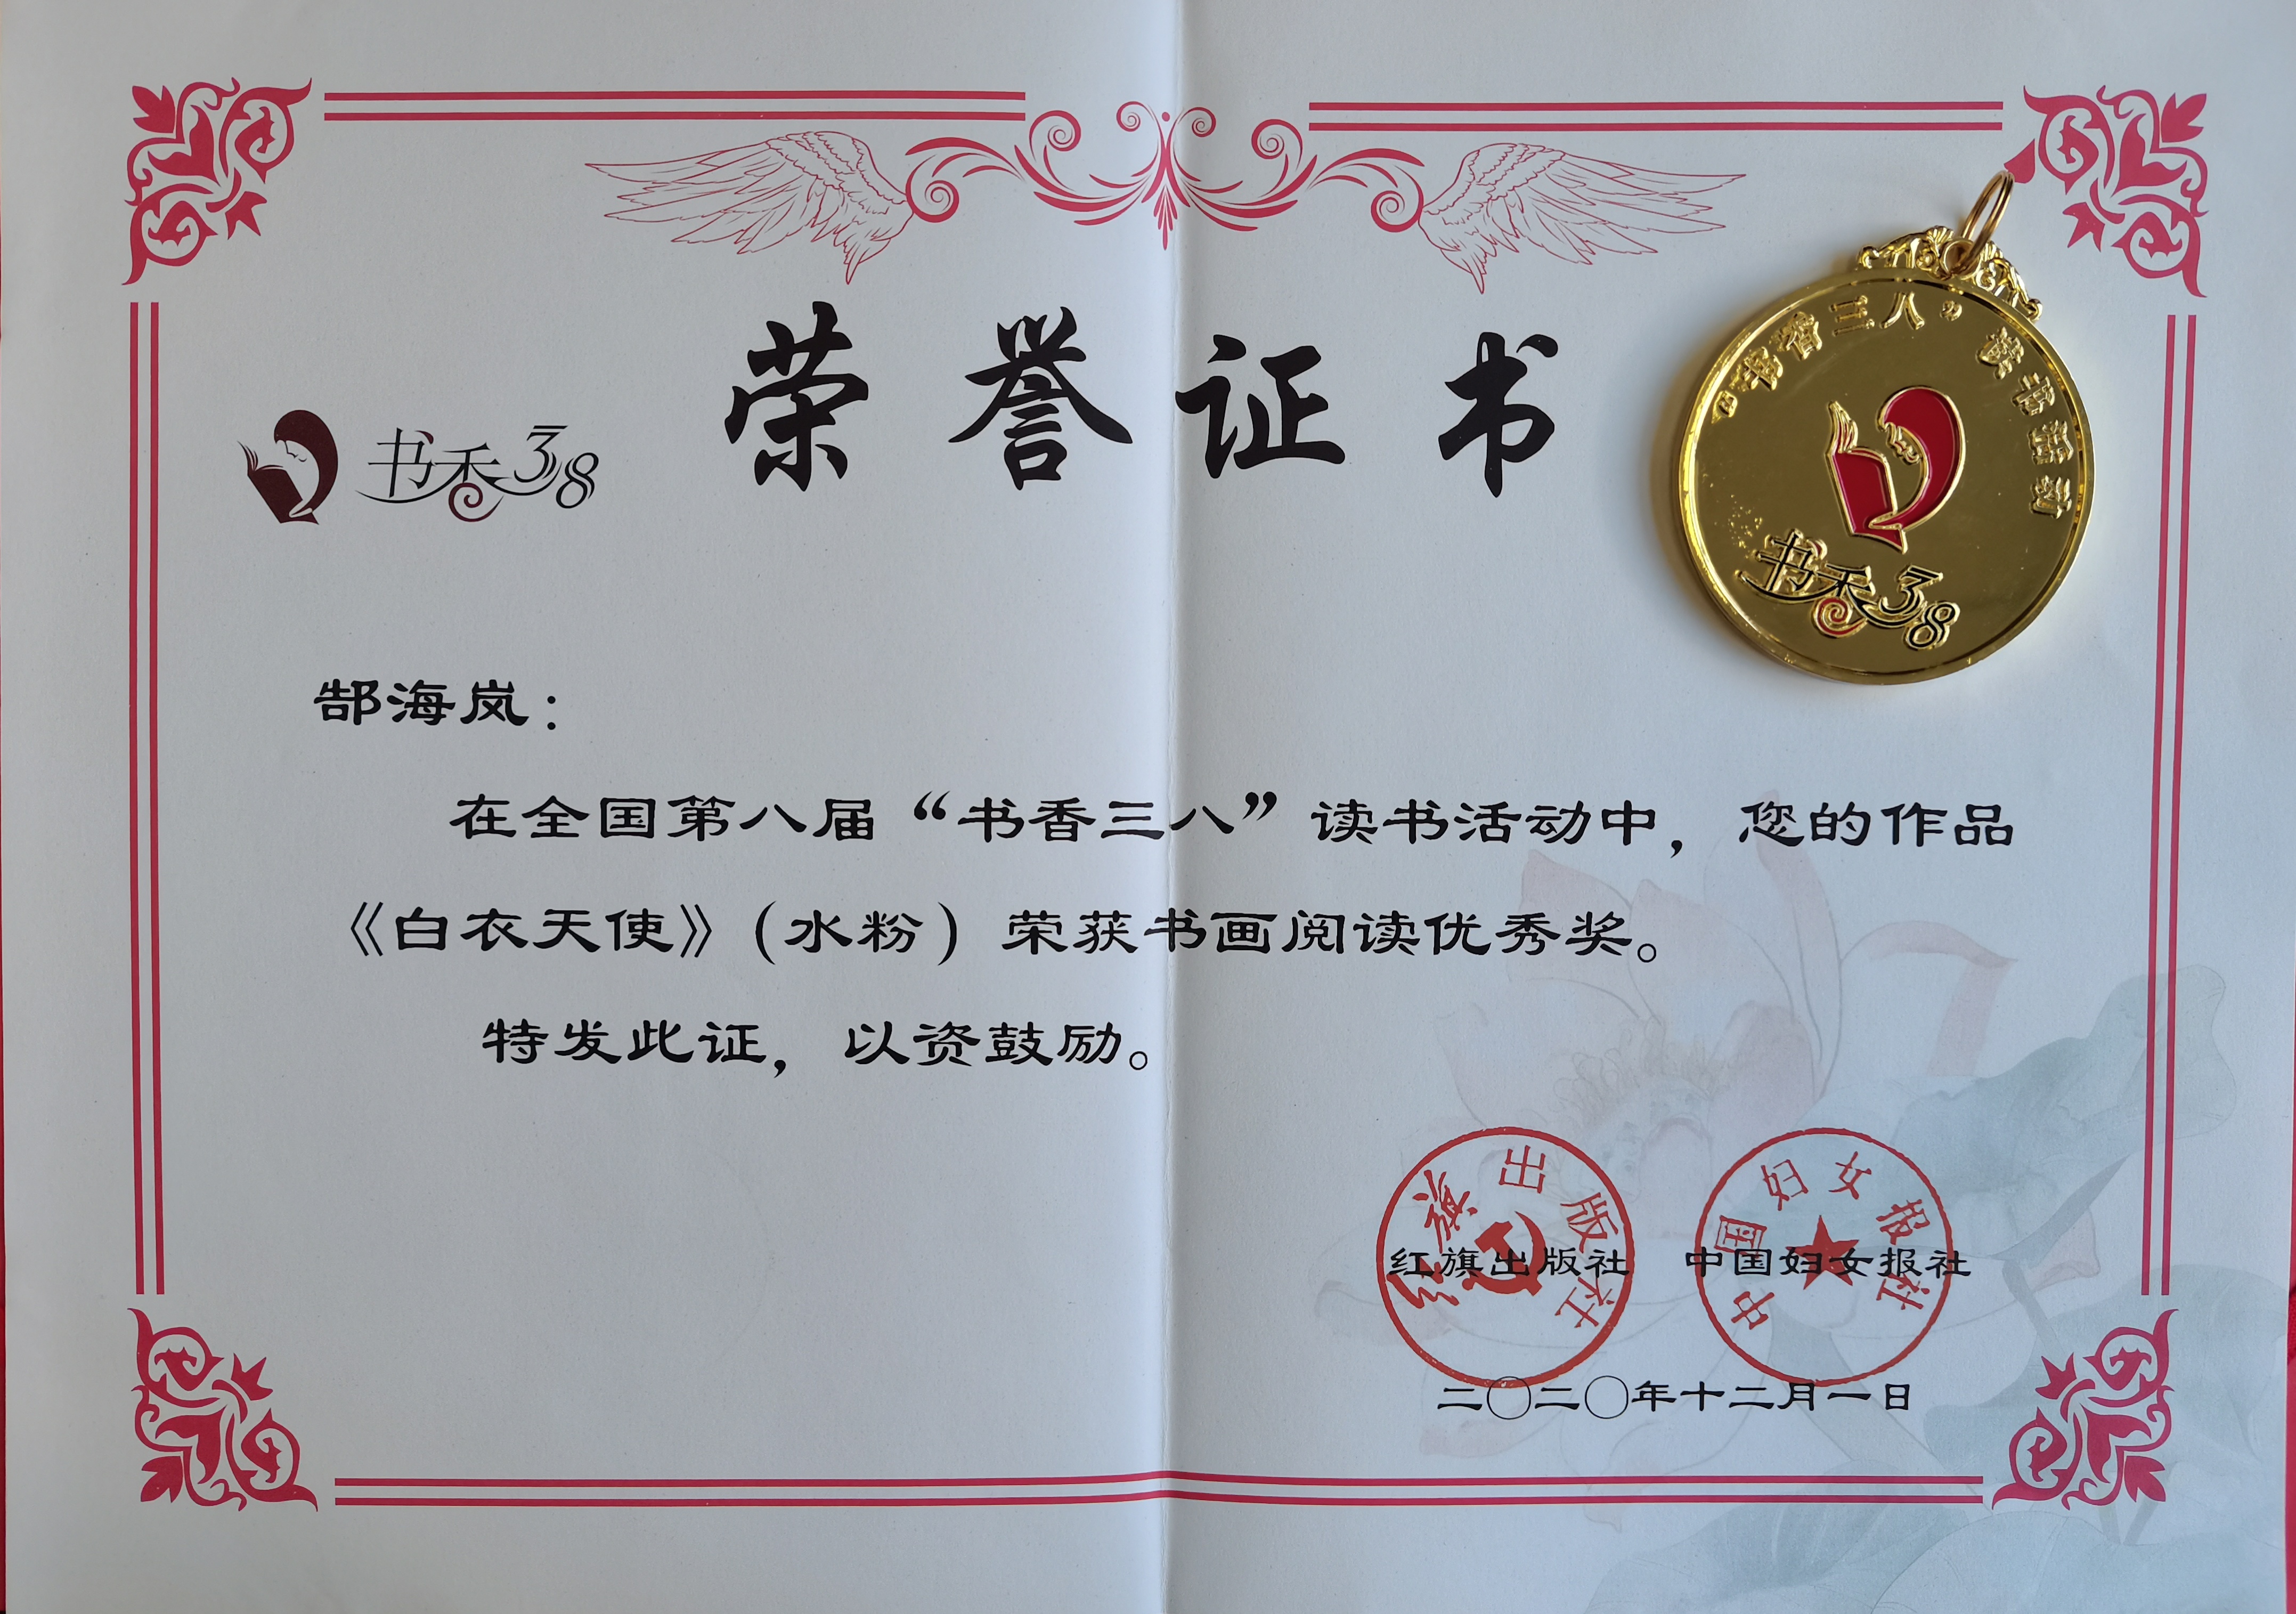 荣誉证书
书香38
“书香三八”读书活动
书香38
郜海岚：
在全国第八届“书香三八”读书活动中，您的作品
《白衣天使》（水粉）荣获书画阅读优秀奖。
特发此证，以资鼓励。
红旗出版社
中国妇女报社
红旗出版社 中国妇女报社
二〇二〇年十二月一日